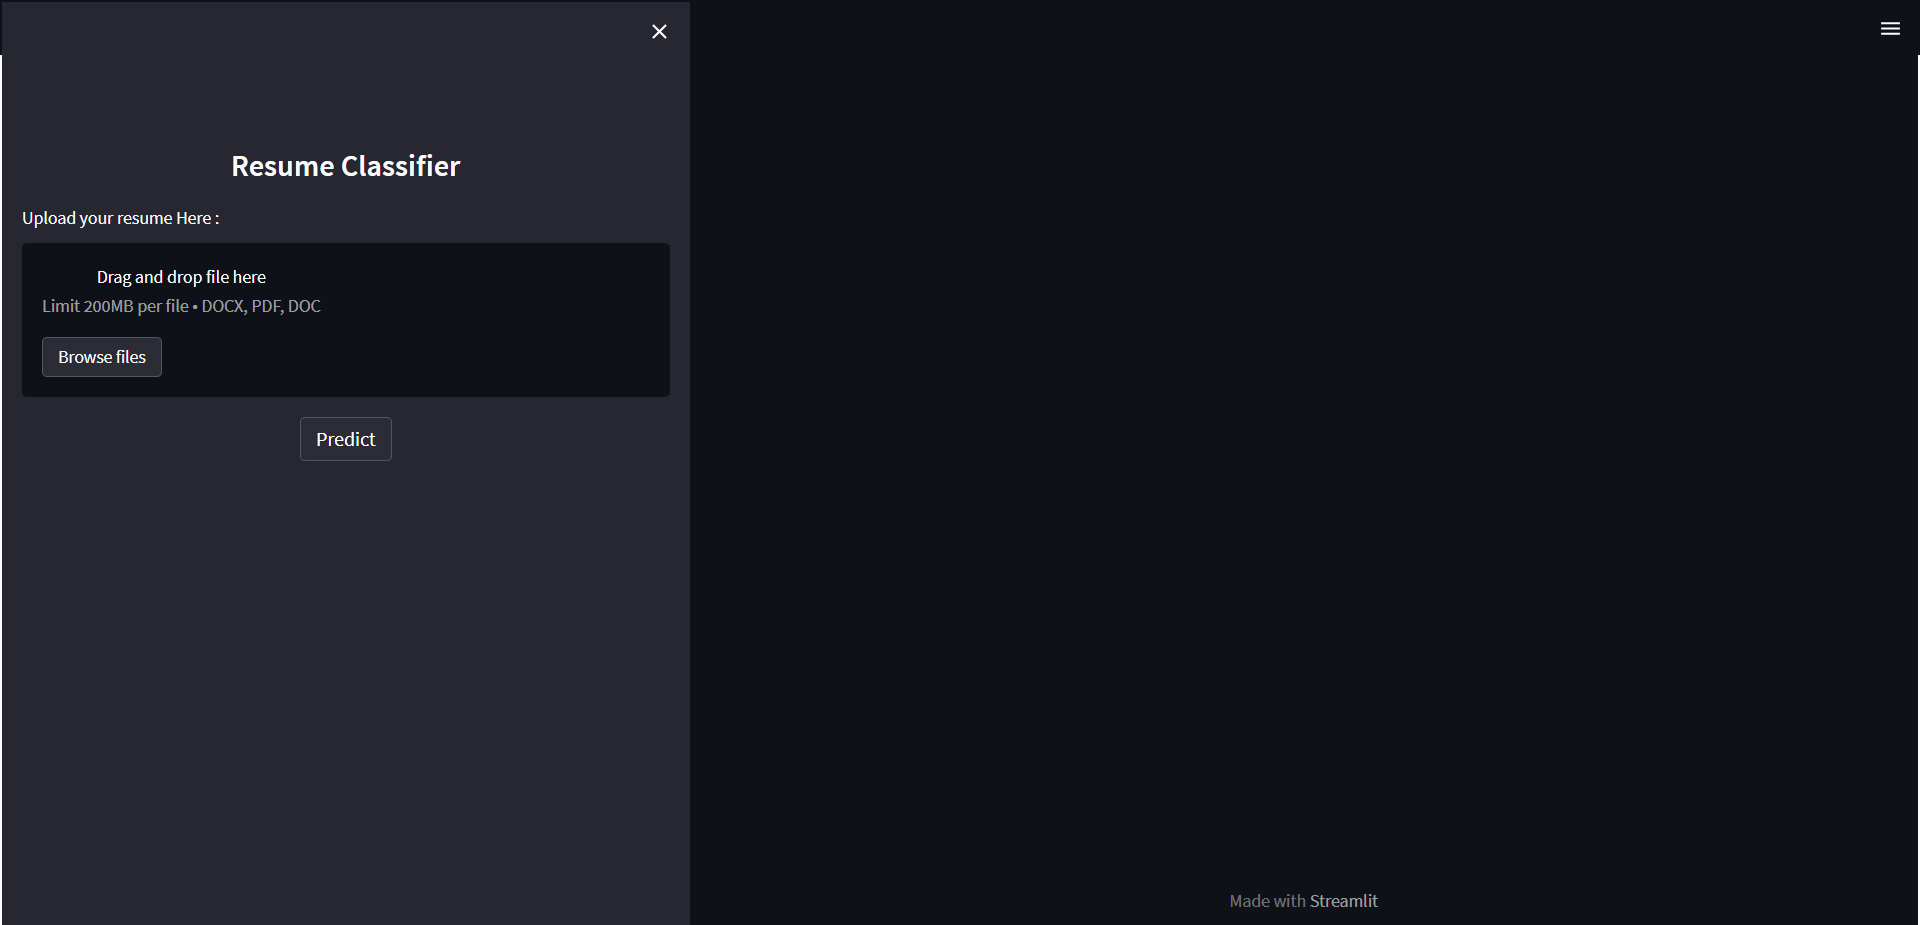 Resume Classifier
Upload your resume Here :
Drag and drop file here
Limit 200MB per file • DOCX, PDF, DOC
Browse files
Predict
Made with Streamlit